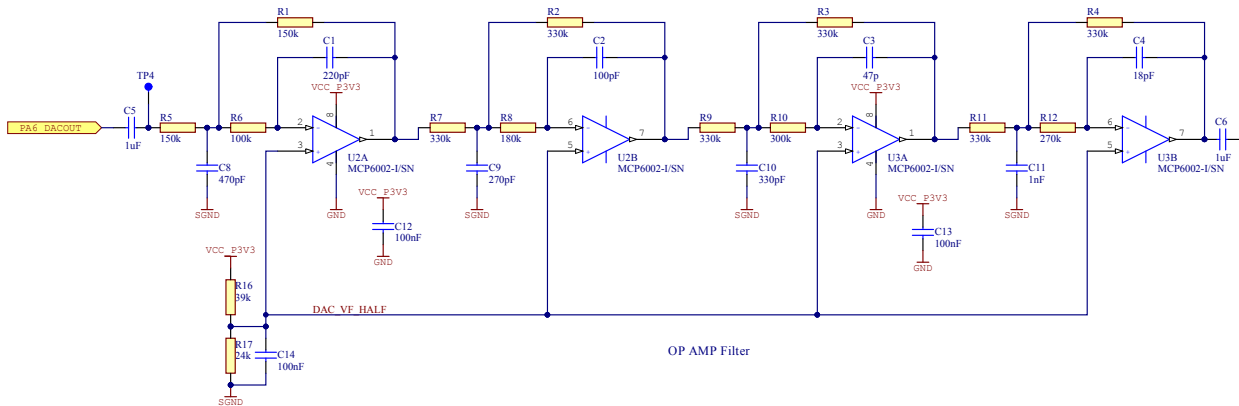 R1
150k
R2
330k
R3
330k
R4
330k
C1
220pF
C2
100pF
C3
47p
C4
18pF
TP4
VCC_P3V3
VCC_P3V3
PA6_DACOUT
C5
1uF
R5
150k
R6
100k
2
3
8
4
1
U2A
MCP6002-I/SN
R7
330k
R8
180k
6
5
7
U2B
MCP6002-I/SN
R9
330k
R10
300k
2
3
8
4
1
U3A
MCP6002-I/SN
R11
330k
R12
270k
6
5
7
U3B
MCP6002-I/SN
C6
1uF
C8
470pF
C9
270pF
C10
330pF
C11
1nF
SGND
GND
SGND
SGND
GND
SGND
VCC_P3V3
C12
100nF
GND
VCC_P3V3
C13
100nF
GND
VCC_P3V3
R16
39k
DAC_VF_HALF
R17
24k
C14
100nF
SGND
OP AMP Filter